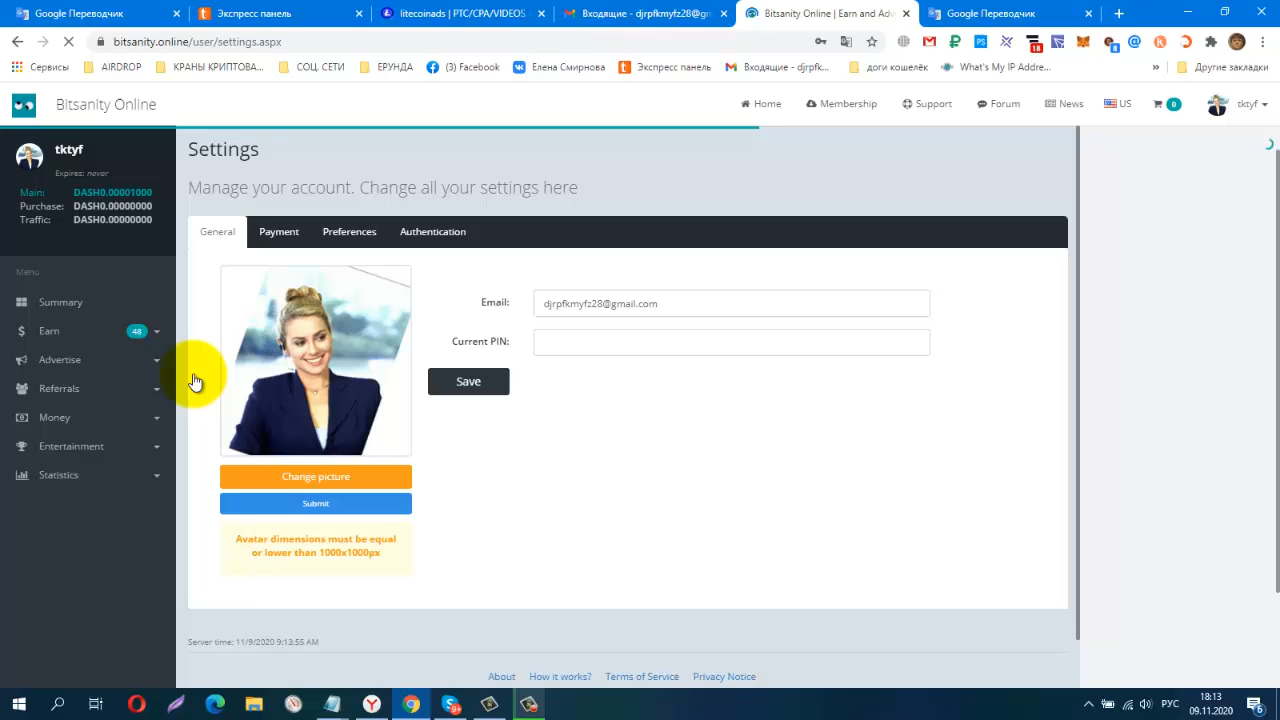 Google Переводчик
Экспресс панель
litecoinads | PTC/CPA/VIDEOS
Входящие - djrpfkmyfz28@gm
Bitsanity Online | Earn and Adv
Google Переводчик
bitsanity.online/user/settings.aspx
18
8
Сервисы
AIRDROP
КРАНЫ КРИПТОВА...
СОЦ. СЕТИ
ЕРУНДА
(3) Facebook
Елена Смирнова
Экспресс панель
Входящие - djrpfk...
доги кошелёк
What's My IP Addre...
»
Другие закладки
Bitsanity Online
Home
Membership
Support
Forum
News
US
0
tktyf
tktyf
Expires: never
Main: DASH0.00001000
Purchase: DASH0.00000000
Traffic: DASH0.00000000
Menu
Summary
Earn 48
Advertise
Referrals
Money
Entertainment
Statistics
Settings
Manage your account. Change all your settings here
General Payment Preferences Authentication
Email: djrpfkmyfz28@gmail.com
Current PIN:
Save
Change picture
Submit
Avatar dimensions must be equal
or lower than 1000x1000px
Server time: 11/9/2020 9:13:55 AM
About How it works? Terms of Service Privacy Notice
РУС
18:13
09.11.2020
6